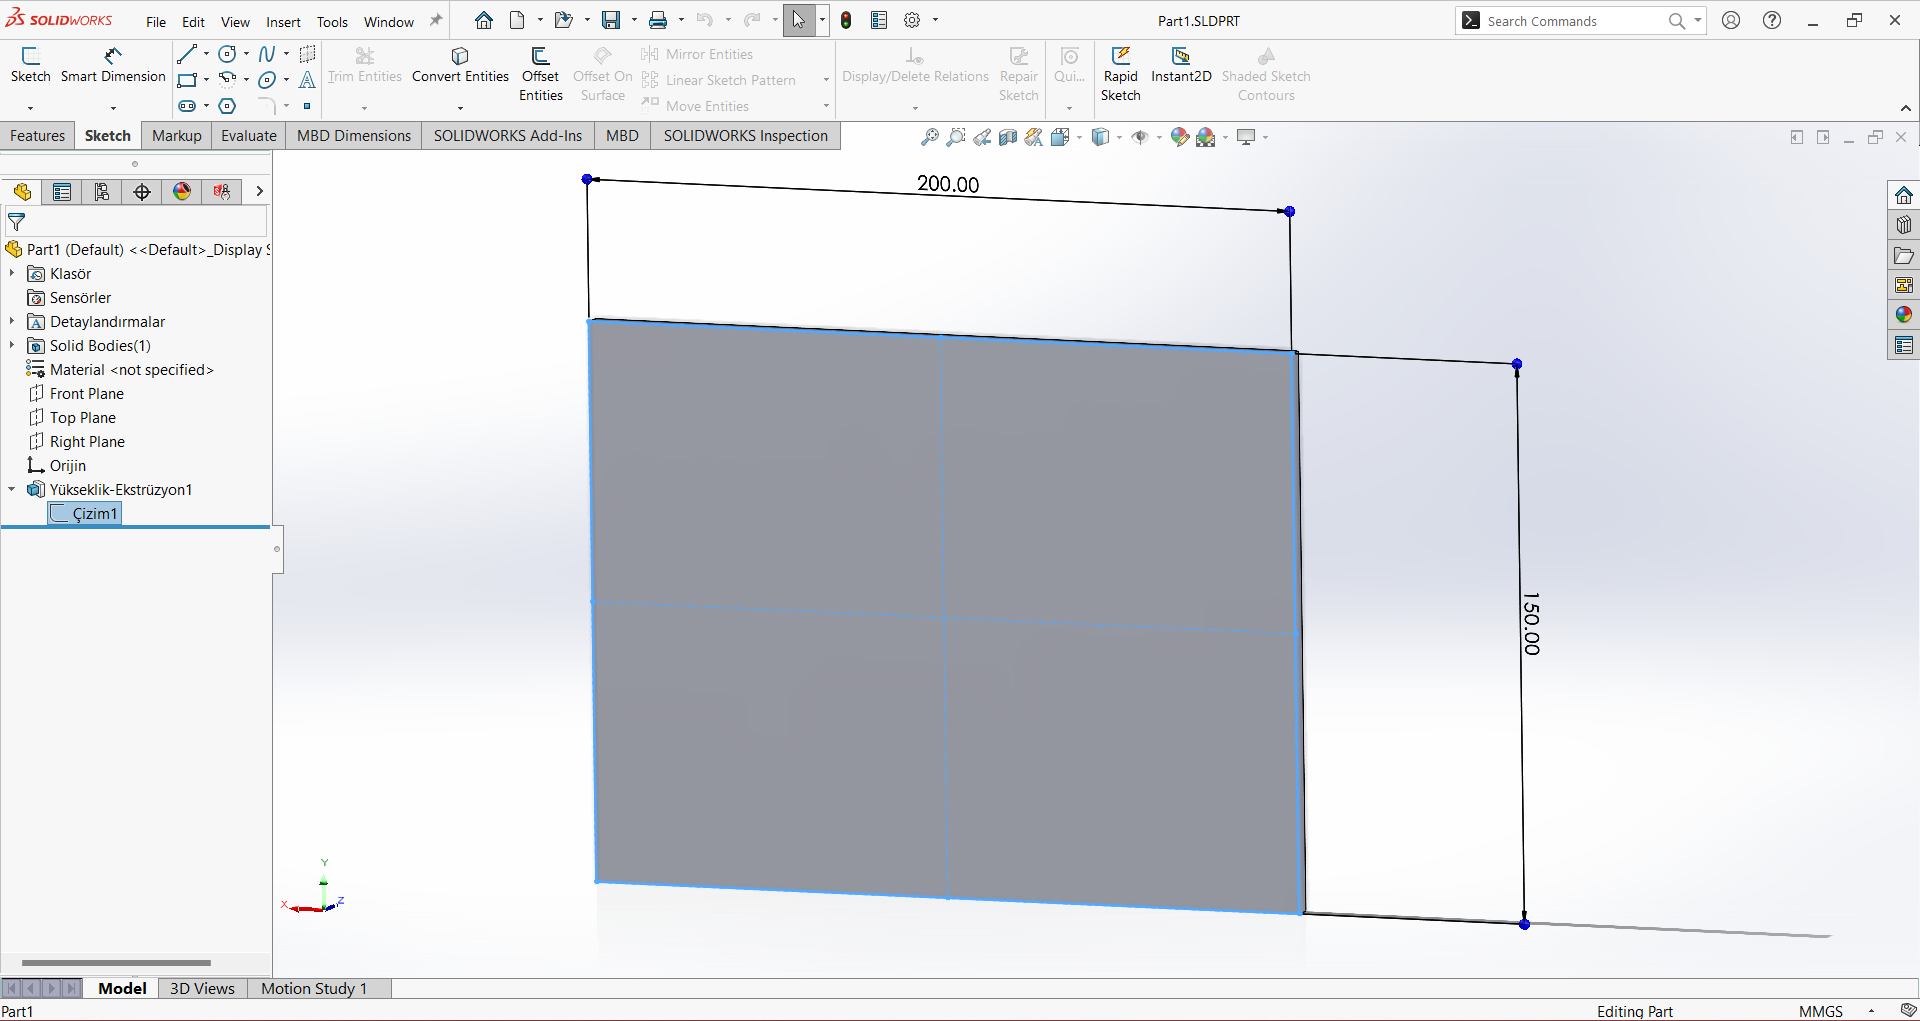 SOLIDWORKS File Edit View Insert Tools Window Part1.SLDPRT Search Commands
Sketch Smart Dimension Trim Entities Convert Entities Offset Entities Offset On Surface Mirror Entities Linear Sketch Pattern Move Entities Display/Delete Relations Repair Sketch Qui... Rapid Sketch Instant2D Shaded Sketch Contours
Features Sketch Markup Evaluate MBD Dimensions SOLIDWORKS Add-Ins MBD SOLIDWORKS Inspection
Part1 (Default) <<Default>_Display S
Klasör
Sensörler
Detaylandırmalar
Solid Bodies(1)
Material <not specified>
Front Plane
Top Plane
Right Plane
Orijin
Yükseklik-Ekstrüzyon1
Çizim1
200.00
150.00
Y
X
Z
Model 3D Views Motion Study 1
Part1 Editing Part MMGS